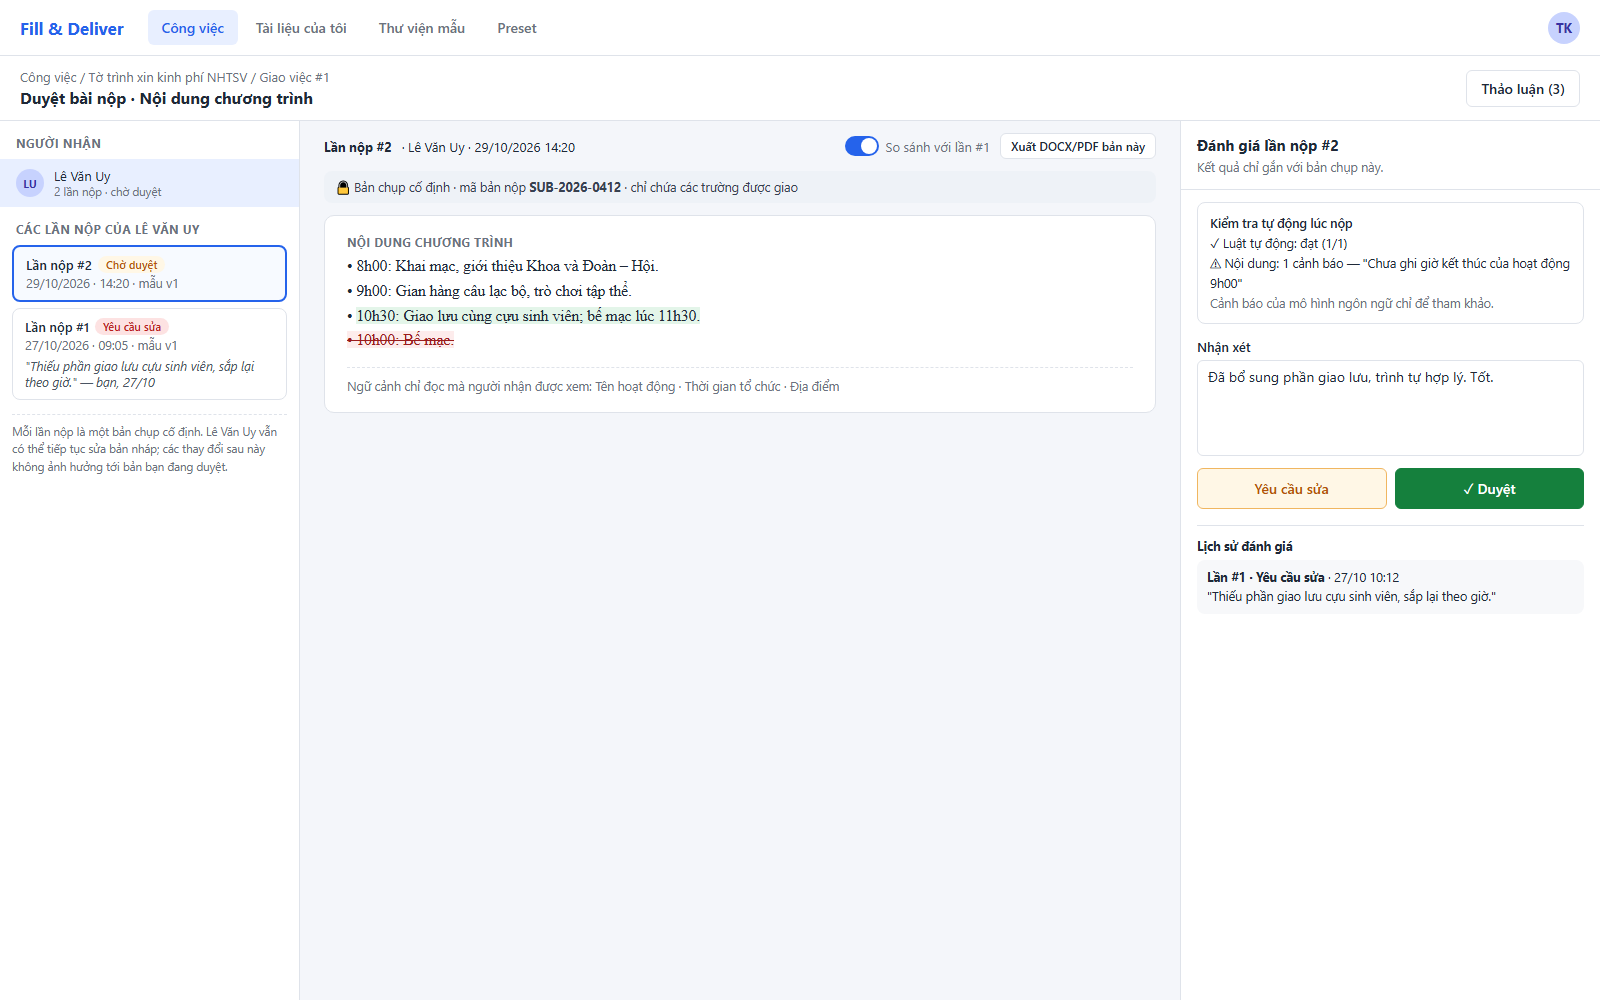 Fill & Deliver
Công việc
Tài liệu của tôi
Thư viện mẫu
Preset
TK
Công việc / Tờ trình xin kinh phí NHTSV / Giao việc #1
Duyệt bài nộp · Nội dung chương trình
Thảo luận (3)
NGƯỜI NHẬN
LU
Lê Văn Uy
2 lần nộp · chờ duyệt
CÁC LẦN NỘP CỦA LÊ VĂN UY
Lần nộp #2 Chờ duyệt
29/10/2026 · 14:20 · mẫu v1
Lần nộp #1 Yêu cầu sửa
27/10/2026 · 09:05 · mẫu v1
"Thiếu phần giao lưu cựu sinh viên, sắp lại
theo giờ." — bạn, 27/10
Mỗi lần nộp là một bản chụp cố định. Lê Văn Uy vẫn
có thể tiếp tục sửa bản nháp; các thay đổi sau này
không ảnh hưởng tới bản bạn đang duyệt.
Lần nộp #2 · Lê Văn Uy · 29/10/2026 14:20
So sánh với lần #1
Xuất DOCX/PDF bản này
Bản chụp cố định · mã bản nộp SUB-2026-0412 · chỉ chứa các trường được giao
NỘI DUNG CHƯƠNG TRÌNH
• 8h00: Khai mạc, giới thiệu Khoa và Đoàn – Hội.
• 9h00: Gian hàng câu lạc bộ, trò chơi tập thể.
• 10h30: Giao lưu cùng cựu sinh viên; bế mạc lúc 11h30.
• 10h00: Bế mạc.
Ngữ cảnh chỉ đọc mà người nhận được xem: Tên hoạt động · Thời gian tổ chức · Địa điểm
Đánh giá lần nộp #2
Kết quả chỉ gắn với bản chụp này.
Kiểm tra tự động lúc nộp
✓ Luật tự động: đạt (1/1)
⚠ Nội dung: 1 cảnh báo — "Chưa ghi giờ kết thúc của hoạt động
9h00"
Cảnh báo của mô hình ngôn ngữ chỉ để tham khảo.
Nhận xét
Đã bổ sung phần giao lưu, trình tự hợp lý. Tốt.
Yêu cầu sửa
✓ Duyệt
Lịch sử đánh giá
Lần #1 · Yêu cầu sửa · 27/10 10:12
"Thiếu phần giao lưu cựu sinh viên, sắp lại theo giờ."